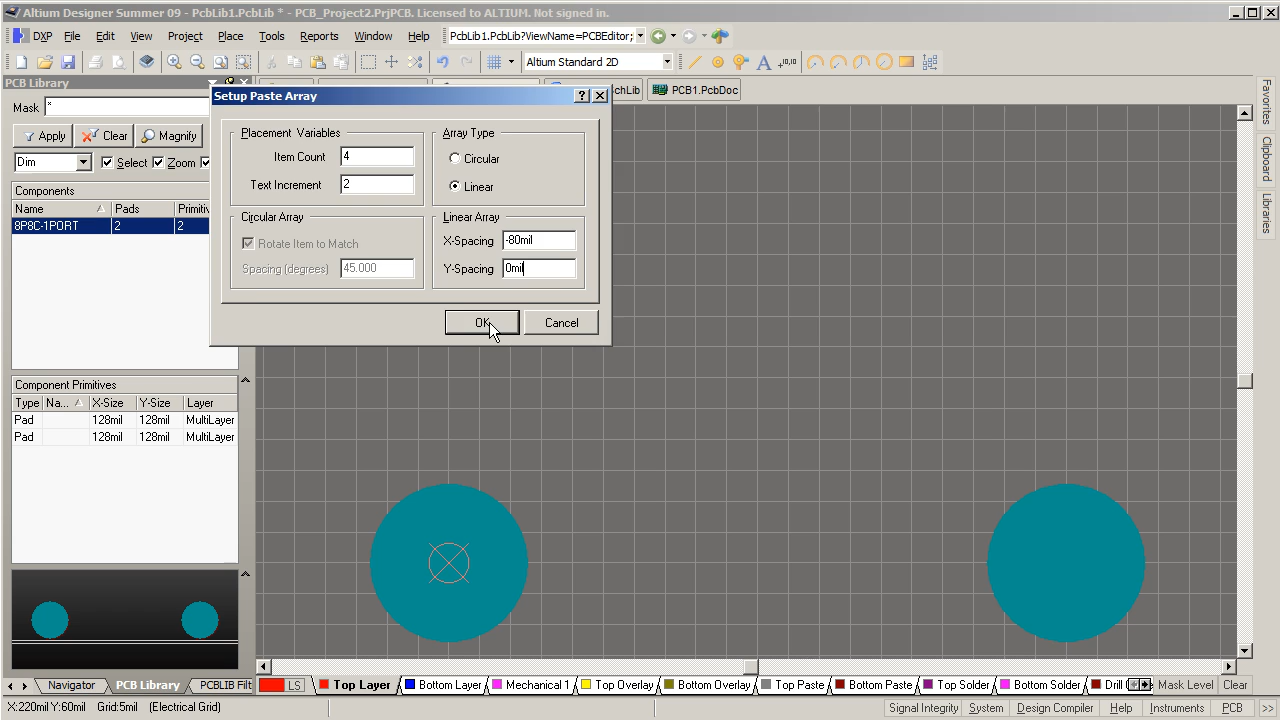 Altium Designer Summer 09 - PcbLib1.PcbLib * - PCB_Project2.PrjPCB. Licensed to ALTIUM. Not signed in.
DXP File Edit View Project Place Tools Reports Window Help PcbLib1.PcbLib?ViewName=PCBEditor;
Altium Standard 2D
PCB Library
Mask *
Apply Clear Magnify
Dim Select Zoom
Components
Name Pads Primitiv
8P8C-1PORT 2 2
chLib PCB1.PcbDoc
Setup Paste Array
Placement Variables
Item Count 4
Text Increment 2
Array Type
Circular
Linear
Circular Array
Rotate Item to Match
Spacing (degrees) 45.000
Linear Array
X-Spacing -80mil
Y-Spacing 0mil
OK Cancel
Component Primitives
Type Na... X-Size Y-Size Layer
Pad 128mil 128mil MultiLayer
Pad 128mil 128mil MultiLayer
Favorites
Clipboard
Libraries
Navigator PCB Library PCBLIB Filt LS Top Layer Bottom Layer Mechanical 1 Top Overlay Bottom Overlay Top Paste Bottom Paste Top Solder Bottom Solder Drill Mask Level Clear
X:220mil Y:60mil Grid:5mil (Electrical Grid) Signal Integrity System Design Compiler Help Instruments PCB >>